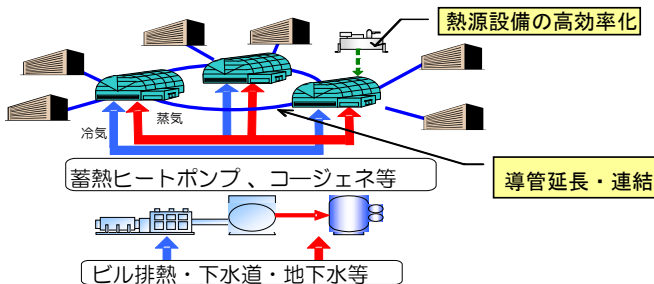 熱源設備の高効率化
冷気
蒸気
蓄熱ヒートポンプ、コージェネ等
導管延長・連結
ビル排熱・下水道・地下水等